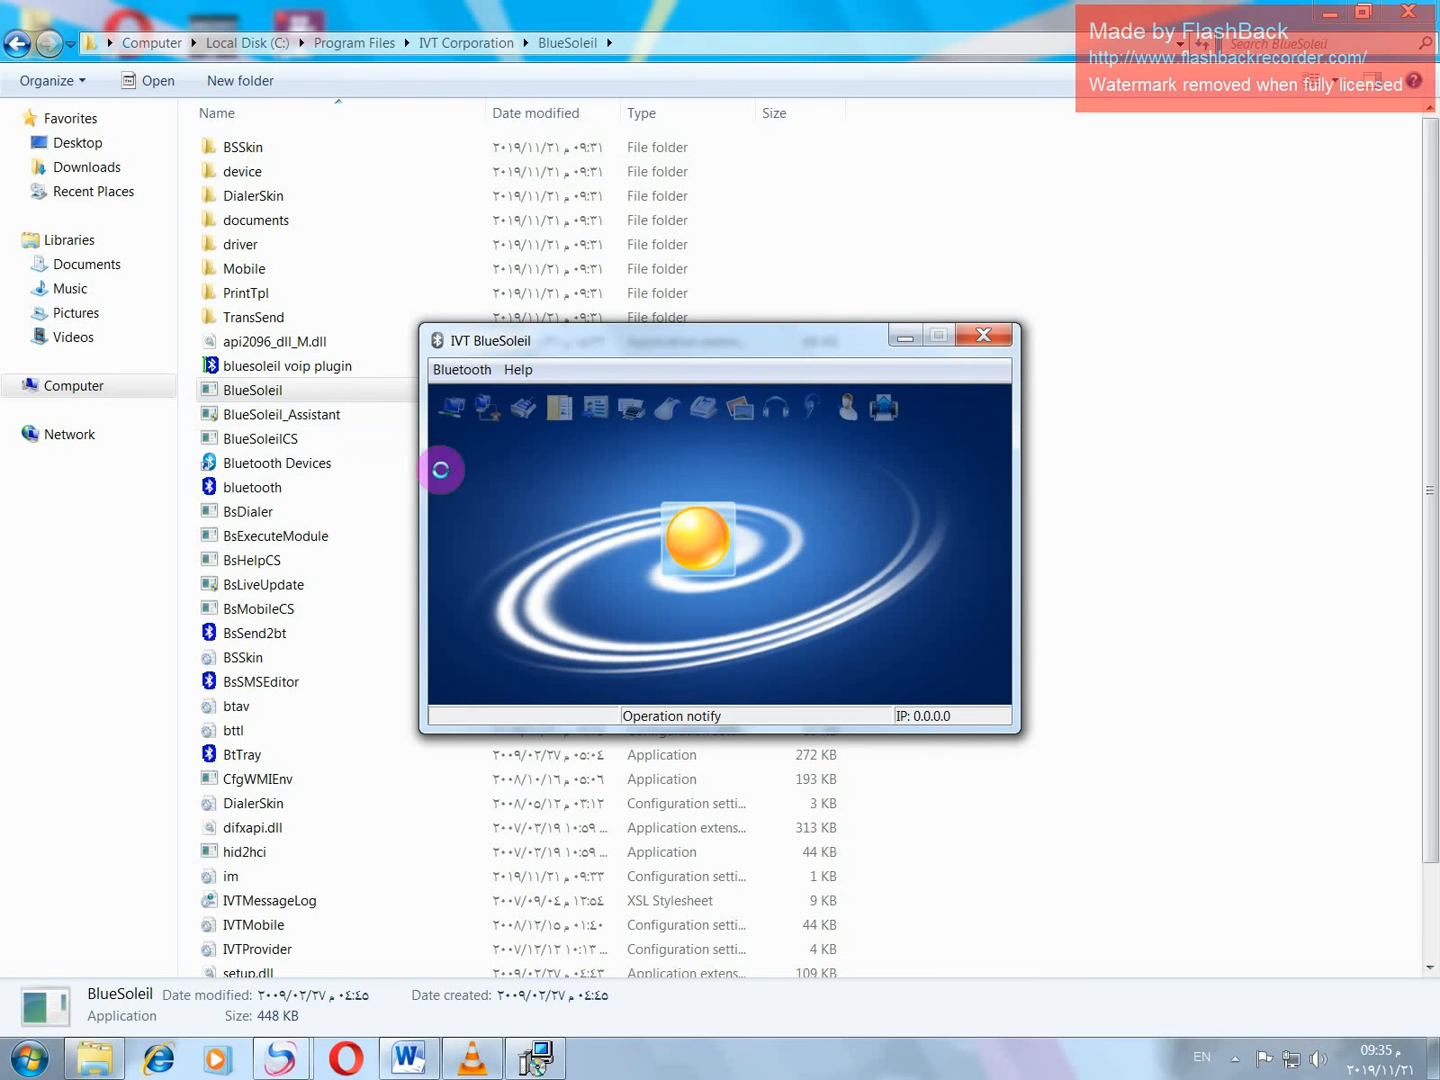 Made by FlashBack
http://www.flashbackrecorder.com/
Watermark removed when fully licensed
Computer Local Disk (C:) Program Files IVT Corporation BlueSoleil
Search BlueSoleil
Organize Open New folder
Name Date modified Type Size
Favorites
Desktop
Downloads
Recent Places
Libraries
Documents
Music
Pictures
Videos
Computer
Network
BSSkin ٢٠١٩/١١/٢١ م ٠٩:٣١ File folder
device ٢٠١٩/١١/٢١ م ٠٩:٣١ File folder
DialerSkin ٢٠١٩/١١/٢١ م ٠٩:٣١ File folder
documents ٢٠١٩/١١/٢١ م ٠٩:٣١ File folder
driver ٢٠١٩/١١/٢١ م ٠٩:٣١ File folder
Mobile ٢٠١٩/١١/٢١ م ٠٩:٣١ File folder
PrintTpl ٢٠١٩/١١/٢١ م ٠٩:٣١ File folder
TransSend ٢٠١٩/١١/٢١ م ٠٩:٣١ File folder
api2096_dll_M.dll
bluesoleil voip plugin
BlueSoleil
BlueSoleil_Assistant
BlueSoleilCS
Bluetooth Devices
bluetooth
BsDialer
BsExecuteModule
BsHelpCS
BsLiveUpdate
BsMobileCS
BsSend2bt
BSSkin
BsSMSEditor
btav
bttl
BtTray ٢٠٠٩/٠٢/٢٧ م ٠٥:٠٤ Application 272 KB
CfgWMIEnv ٢٠٠٨/١٠/١٦ م ٠٥:٠٦ Application 193 KB
DialerSkin ٢٠٠٨/٠٥/١٢ م ٠٣:١٢ Configuration setti... 3 KB
difxapi.dll ٢٠٠٧/٠٣/١٩ ١٠:٥٩ ... Application extens... 313 KB
hid2hci ٢٠٠٧/٠٣/١٩ ١٠:٥٩ ... Application 44 KB
im ٢٠١٩/١١/٢١ م ٠٩:٣٣ Configuration setti... 1 KB
IVTMessageLog ٢٠٠٧/٠٩/٠٤ م ١٢:٥٤ XSL Stylesheet 9 KB
IVTMobile ٢٠٠٨/١٢/١٥ م ٠١:٤٠ Configuration setti... 44 KB
IVTProvider ٢٠٠٧/١٢/١٢ ١٠:١٣ ... Configuration setti... 4 KB
setup.dll ٢٠٠٩/٠٢/٢٧ م ٠٤:٤٣ Application extens... 109 KB
IVT BlueSoleil
Bluetooth Help
Operation notify IP: 0.0.0.0
BlueSoleil Date modified: ٢٠٠٩/٠٢/٢٧ م ٠٤:٤٥ Date created: ٢٠٠٩/٠٢/٢٧ م ٠٤:٤٥
Application Size: 448 KB
EN
09:35 م
٢٠١٩/١١/٢١